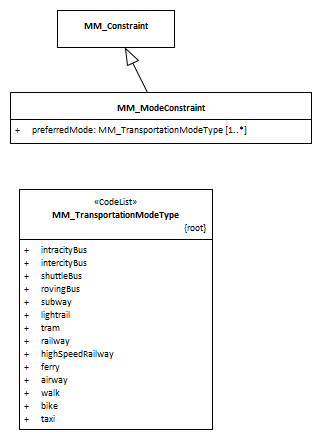 MM_Constraint
MM_ModeConstraint
+ preferredMode: MM_TransportationModeType [1..*]
«CodeList»
MM_TransportationModeType
{root}
+ intracityBus
+ intercityBus
+ shuttleBus
+ rovingBus
+ subway
+ lightrail
+ tram
+ railway
+ highSpeedRailway
+ ferry
+ airway
+ walk
+ bike
+ taxi